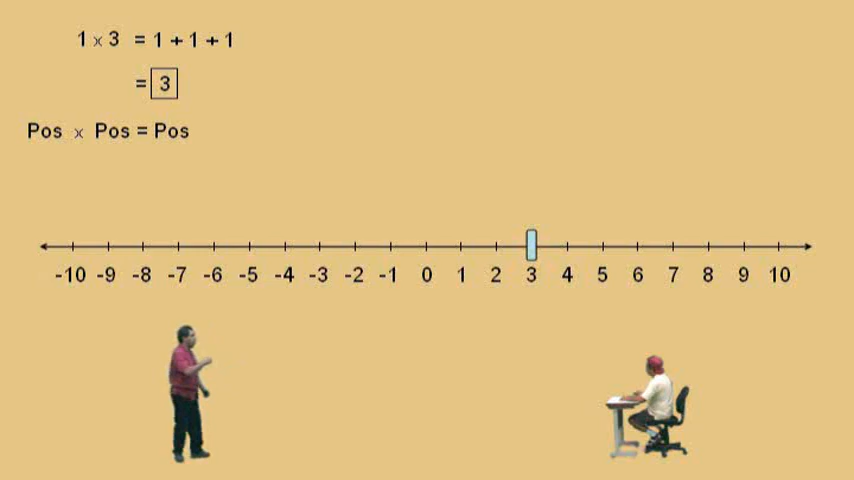 1 x 3 = 1 + 1 + 1
= 3
Pos x Pos = Pos
-10 -9 -8 -7 -6 -5 -4 -3 -2 -1 0 1 2 3 4 5 6 7 8 9 10